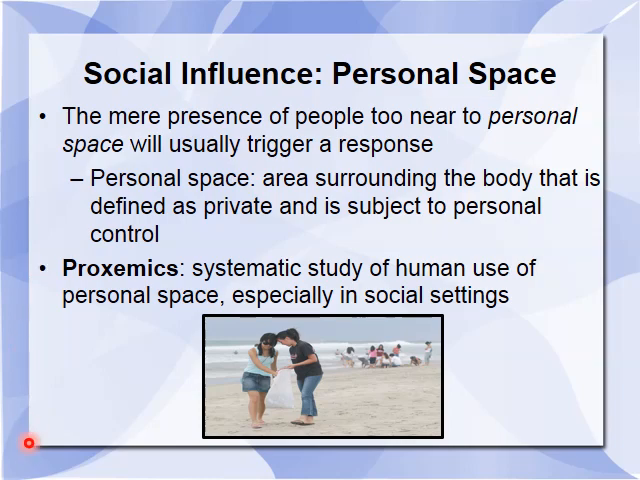 Social Influence: Personal Space
• The mere presence of people too near to personal
space will usually trigger a response
– Personal space: area surrounding the body that is
defined as private and is subject to personal
control
• Proxemics: systematic study of human use of
personal space, especially in social settings